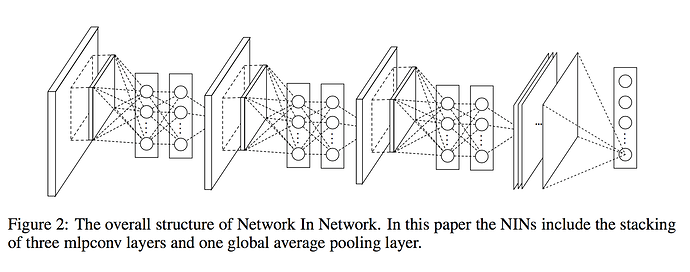 ...
Figure 2: The overall structure of Network In Network. In this paper the NINs include the stacking
of three mlpconv layers and one global average pooling layer.